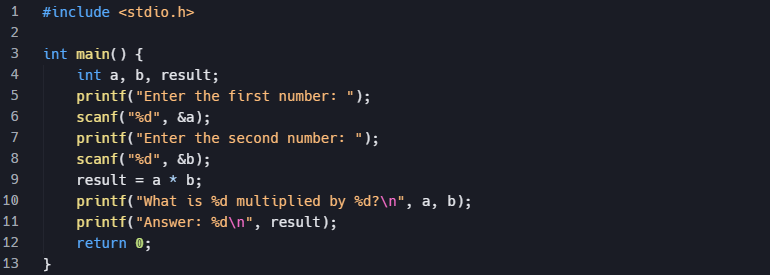 1 #include <stdio.h>
2
3 int main() {
4     int a, b, result;
5     printf("Enter the first number: ");
6     scanf("%d", &a);
7     printf("Enter the second number: ");
8     scanf("%d", &b);
9     result = a * b;
10     printf("What is %d multiplied by %d?\n", a, b);
11     printf("Answer: %d\n", result);
12     return 0;
13 }